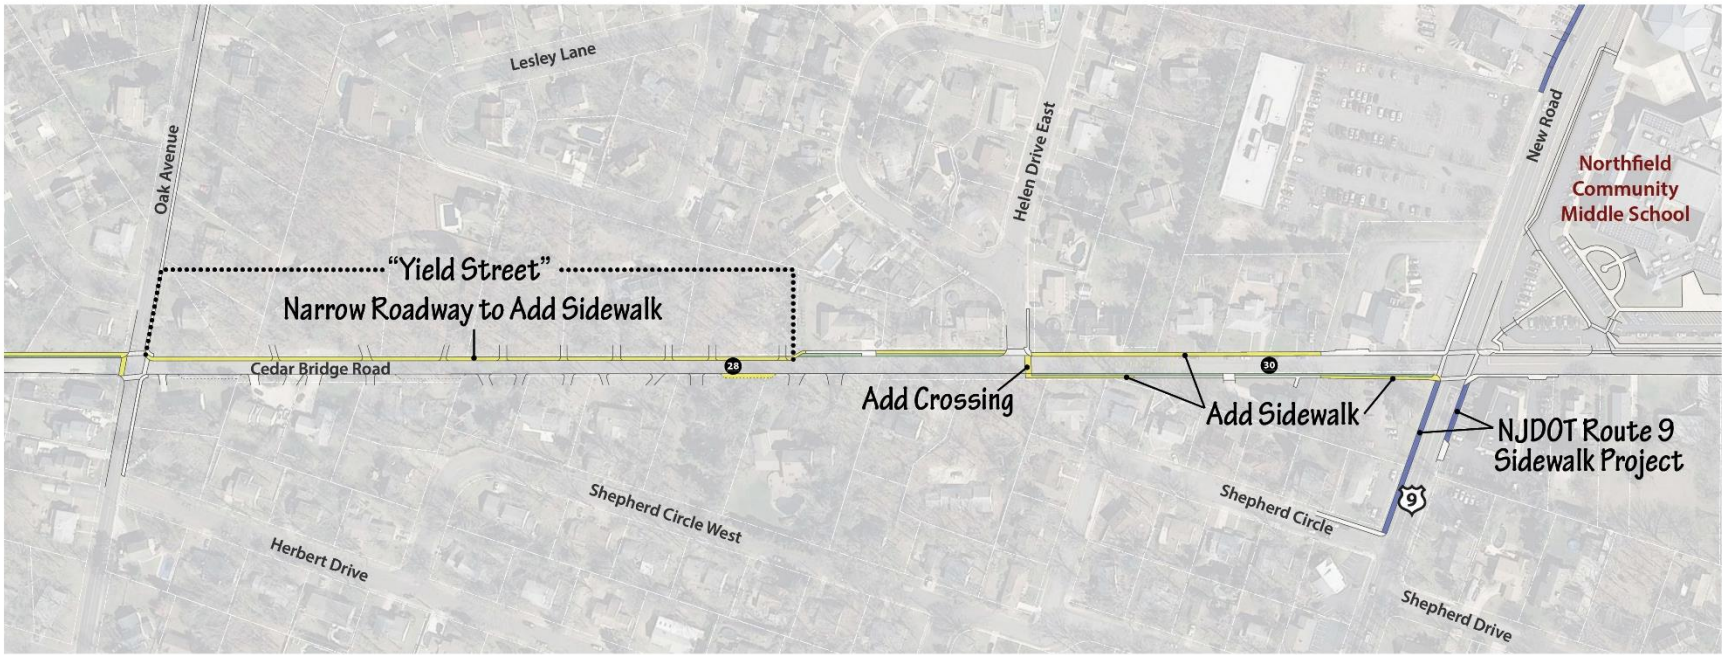 Lesley Lane
Oak Avenue
Helen Drive East
New Road
Northfield
Community
Middle School
“Yield Street”
Narrow Roadway to Add Sidewalk
Cedar Bridge Road
28
30
Add Crossing
Add Sidewalk
NJDOT Route 9
Sidewalk Project
9
Shepherd Circle West
Shepherd Circle
Herbert Drive
Shepherd Drive